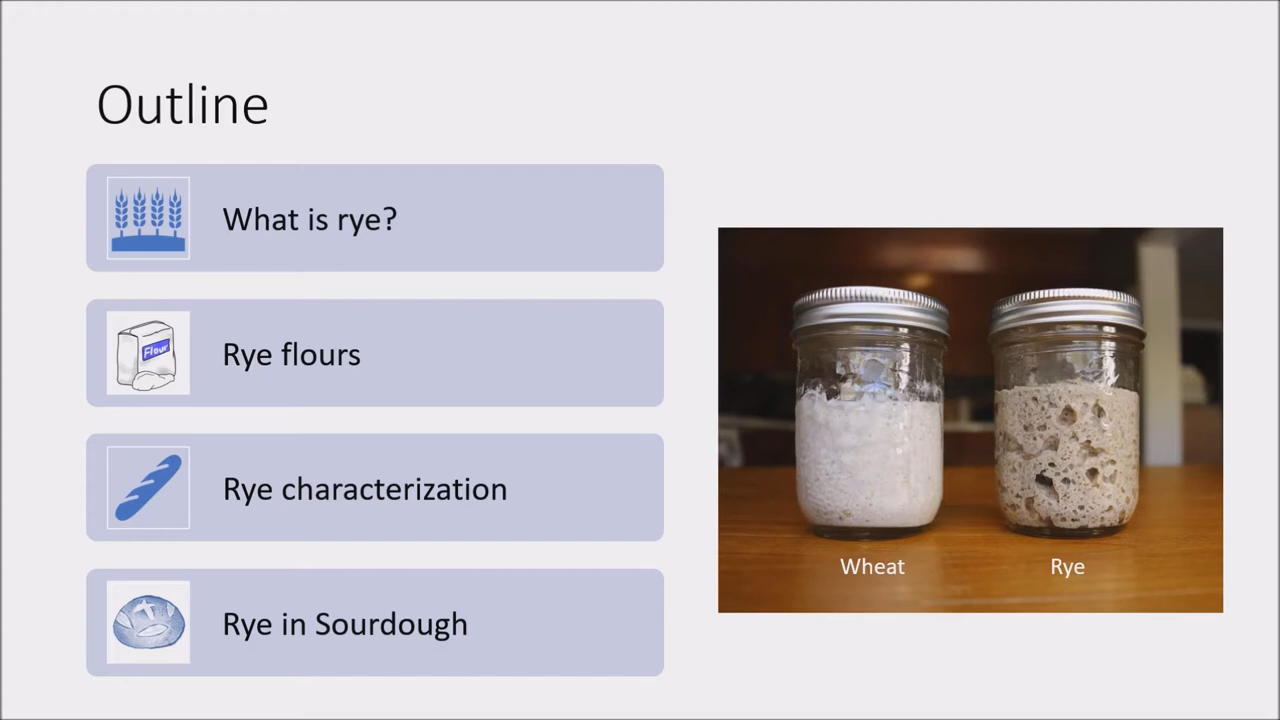 Outline
What is rye?
Flour
Rye flours
Rye characterization
Rye in Sourdough
Wheat
Rye